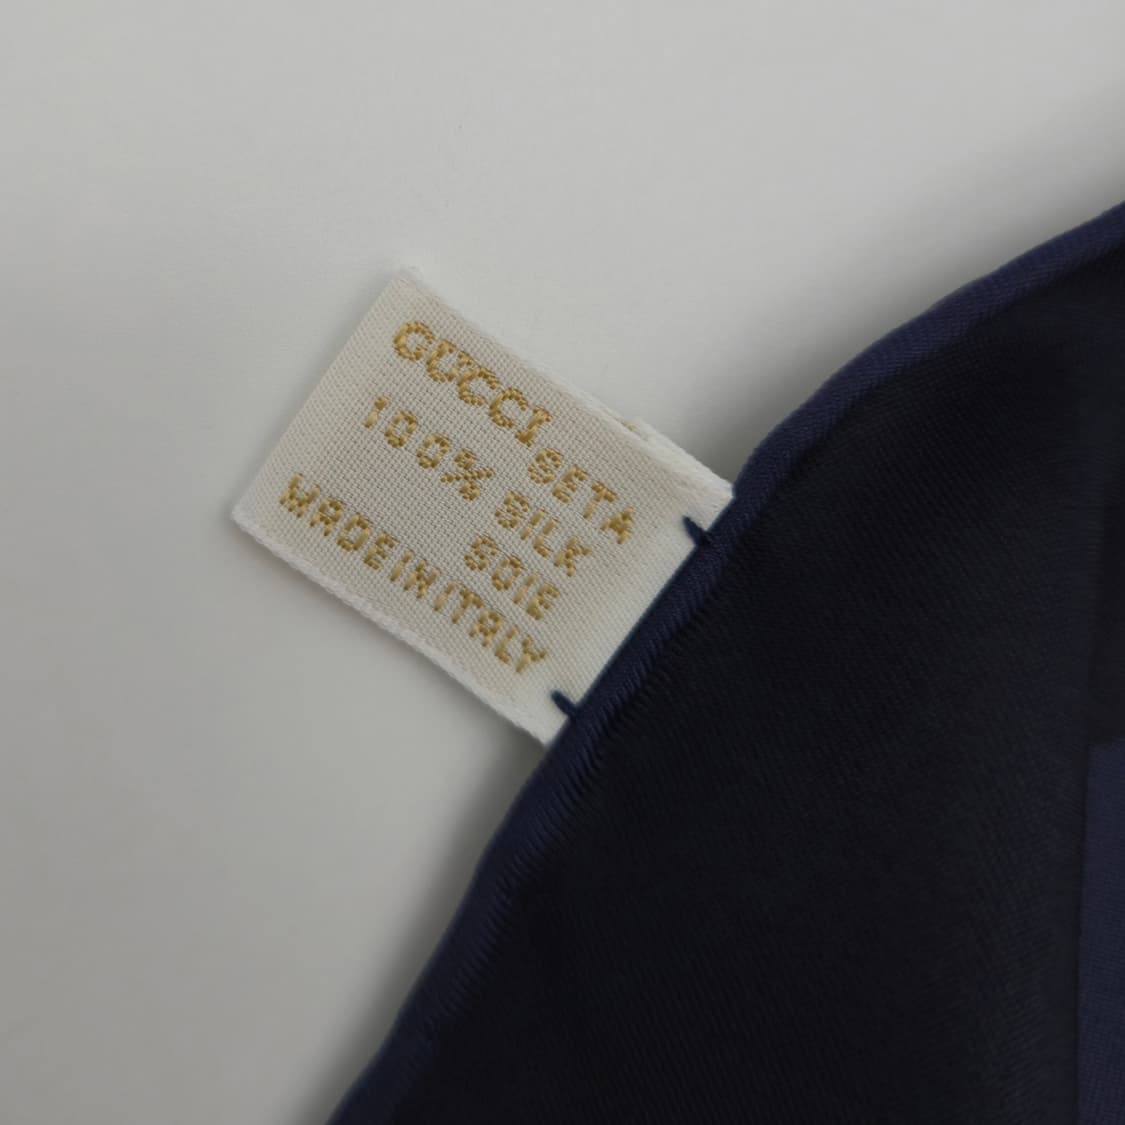 GUCCI
SETA
100% SILK
SOIE
MADE IN ITALY